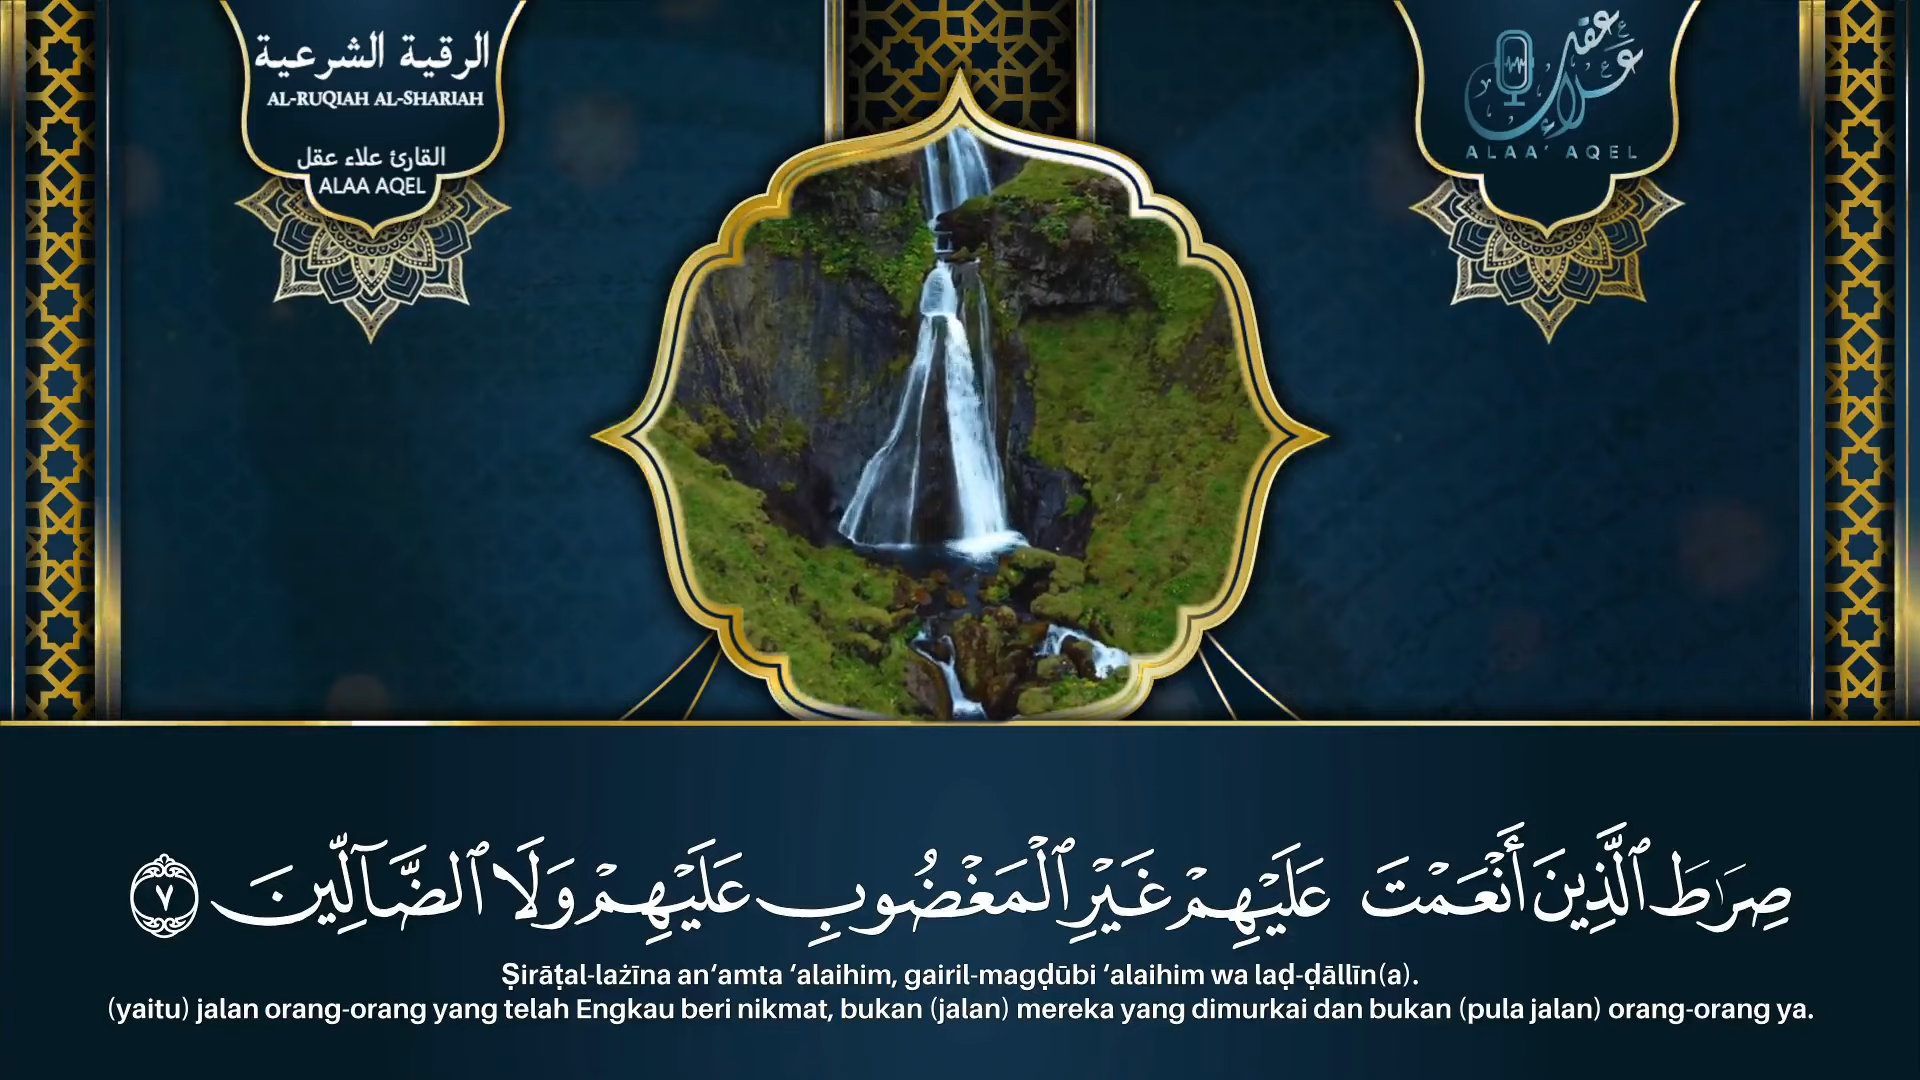 الرقية الشرعية
AL-RUQIAH AL-SHARIAH
القارئ علاء عقل
ALAA AQEL
علاء عقل
ALAA' AQEL
صِرَٰطَ ٱلَّذِينَ أَنْعَمْتَ عَلَيْهِمْ غَيْرِ ٱلْمَغْضُوبِ عَلَيْهِمْ وَلَا ٱلضَّآلِّينَ ٧
Ṣirāṭal-lażīna an’amta ‘alaihim, gairil-magḍūbi ‘alaihim wa laḍ-ḍāllīn(a).
(yaitu) jalan orang-orang yang telah Engkau beri nikmat, bukan (jalan) mereka yang dimurkai dan bukan (pula jalan) orang-orang ya.